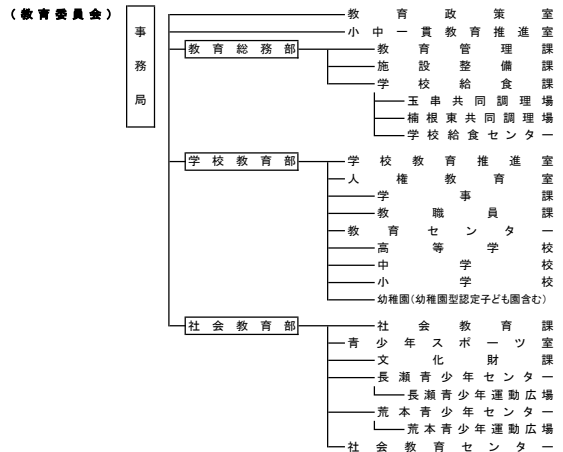 (教育委員会)
事務局
教育政策室
小中一貫教育推進室
教育総務部
教育管理課
施設整備課
学校給食課
玉串共同調理場
楠根東共同調理場
学校給食センター
学校教育部
学校教育推進室
人権教育室
学事課
教職員課
教育センター
高等学校
中学校
小学校
幼稚園(幼稚園型認定子ども園含む)
社会教育部
社会教育課
青少年スポーツ室
文化財課
長瀬青少年センター
長瀬青少年運動広場
荒本青少年センター
荒本青少年運動広場
社会教育センター